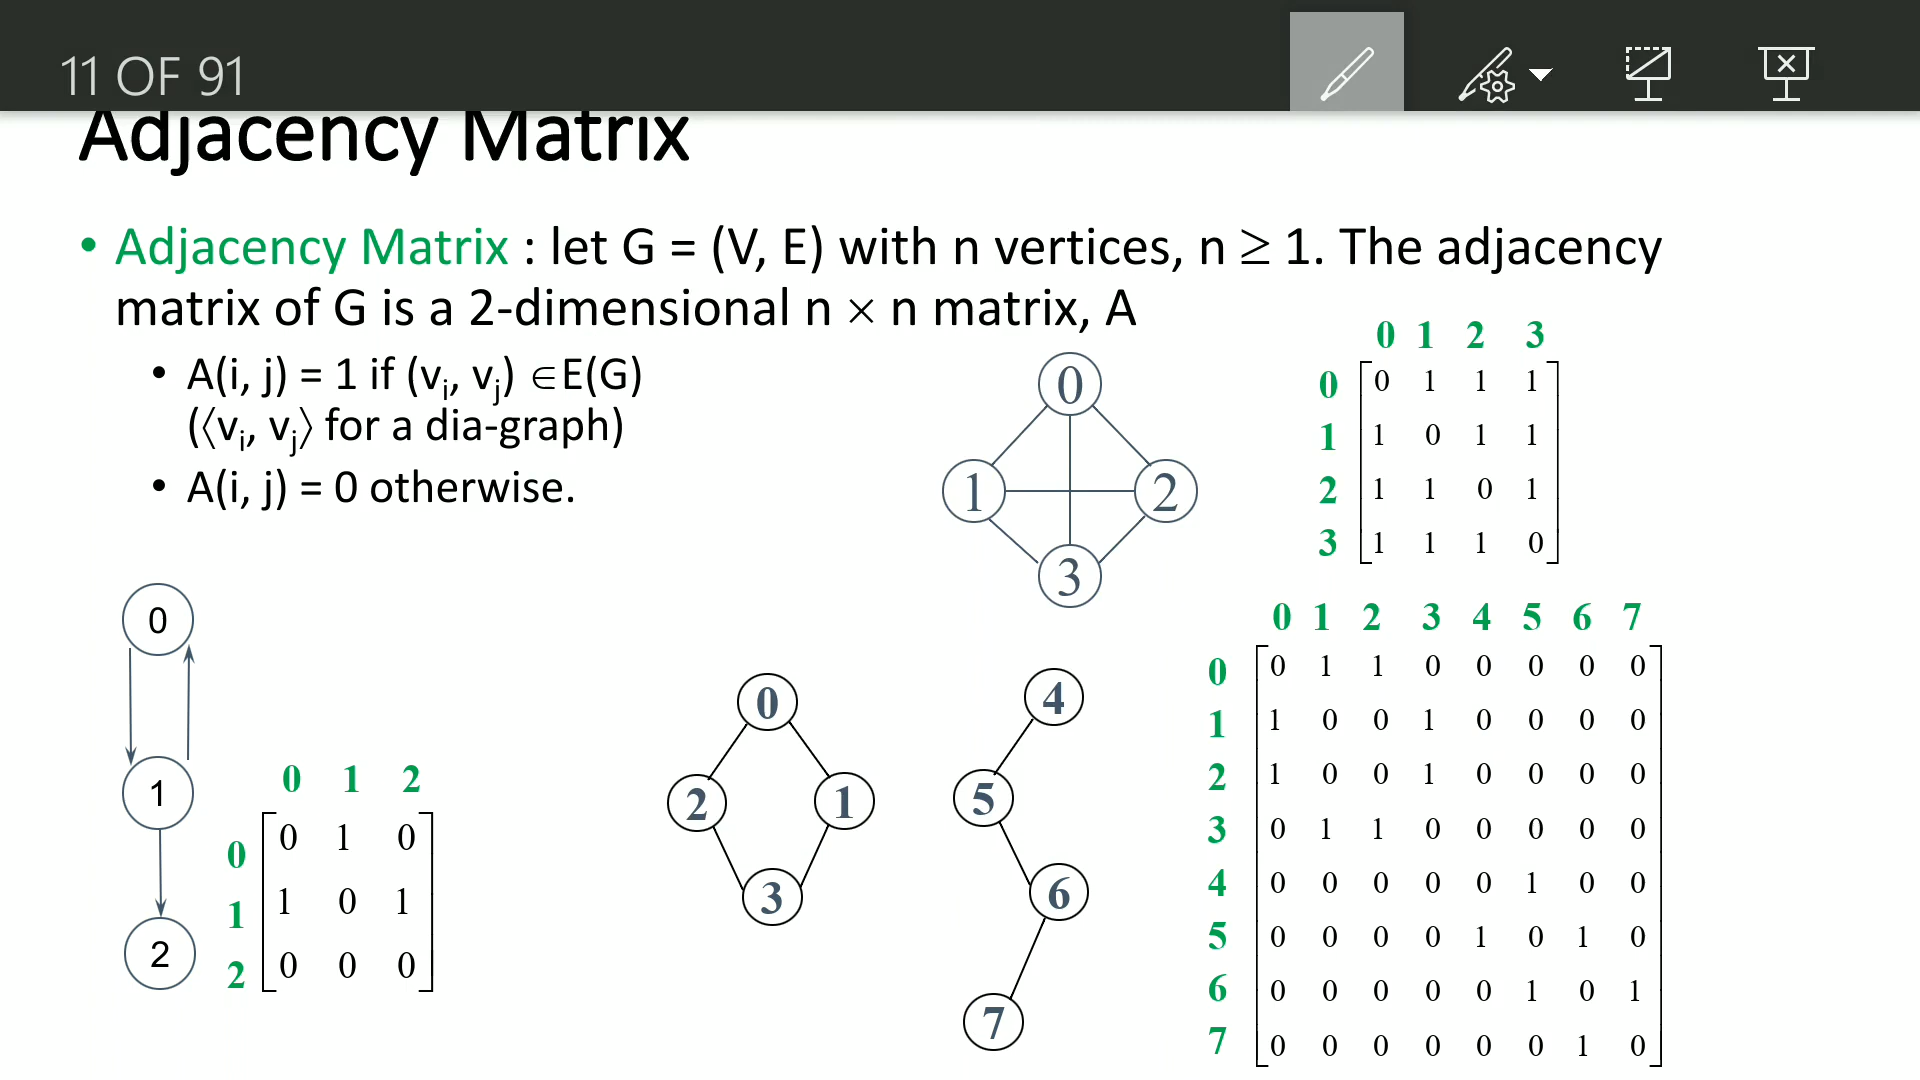 11 OF 91
Adjacency Matrix
• Adjacency Matrix : let G = (V, E) with n vertices, n ≥ 1. The adjacency
matrix of G is a 2-dimensional n × n matrix, A
• A(i, j) = 1 if (vi, vj) ∈E(G)
(⟨vi, vj⟩ for a dia-graph)
• A(i, j) = 0 otherwise.
0
1 2
3
0 1 2 3
0 0 1 1 1
1 1 0 1 1
2 1 1 0 1
3 1 1 1 0
0
1
2
0 1 2
0 0 1 0
1 1 0 1
2 0 0 0
0
2 1
3
4
5
6
7
0 1 2 3 4 5 6 7
0 0 1 1 0 0 0 0 0
1 1 0 0 1 0 0 0 0
2 1 0 0 1 0 0 0 0
3 0 1 1 0 0 0 0 0
4 0 0 0 0 0 1 0 0
5 0 0 0 0 1 0 1 0
6 0 0 0 0 0 1 0 1
7 0 0 0 0 0 0 1 0